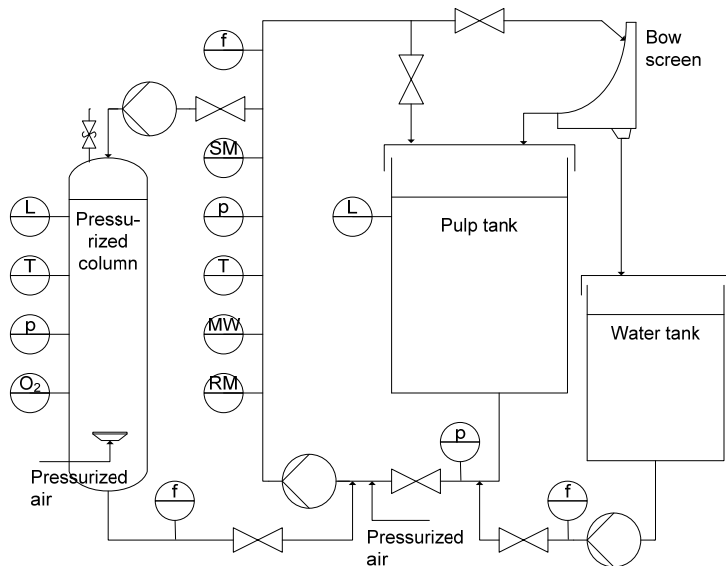 f
Bow
screen
SM
L
Pressu-
rized
column
p
L
Pulp tank
T
T
p
MW
Water tank
O₂
RM
p
Pressurized
air
f
f
Pressurized
air